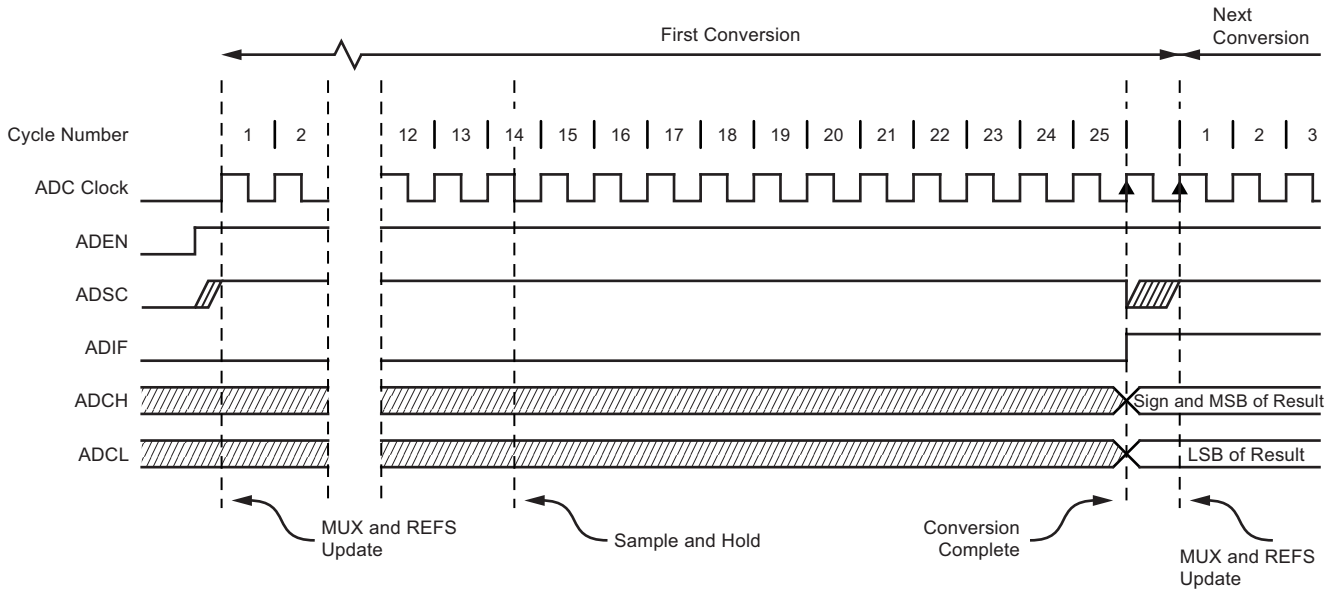 First Conversion
Next
Conversion
Cycle Number 1 2 12 13 14 15 16 17 18 19 20 21 22 23 24 25 1 2 3
ADC Clock
ADEN
ADSC
ADIF
ADCH Sign and MSB of Result
ADCL LSB of Result
MUX and REFS
Update
Sample and Hold
Conversion
Complete
MUX and REFS
Update